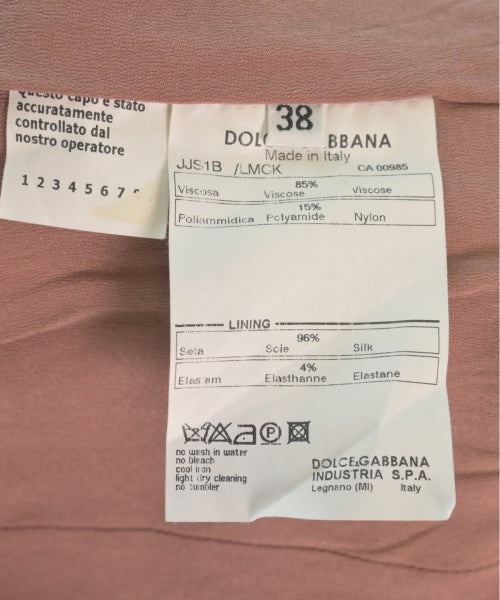 Questo capo è stato
accuratamente
controllato dal
nostro operatore
1 2 3 4 5 6 7
38
DOL BBANA
Made in Italy
JJS1B /LMCK CA 00985
85%
Viscosa Viscose Viscose
15%
Poliammidica Polyamide Nylon
LINING
96%
Seta Soie Silk
4%
Elastam Elasthanne Elastane
no wash in water
no bleach
cool iron
light dry cleaning
no tumbler
DOLCE&GABBANA
INDUSTRIA S.P.A.
Legnano (MI) Italy